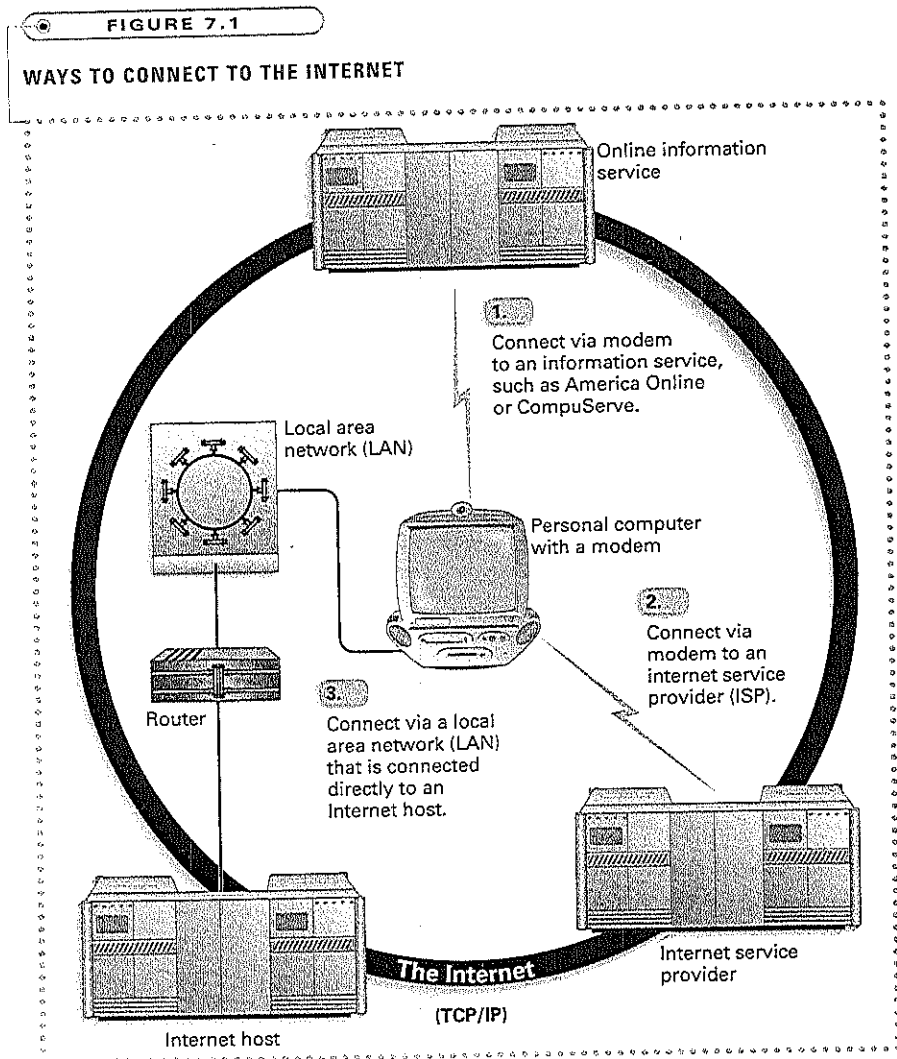 FIGURE 7.1
WAYS TO CONNECT TO THE INTERNET
Online information
service
1.
Connect via modem
to an information service,
such as America Online
or CompuServe.
Local area
network (LAN)
Personal computer
with a modem
2.
Connect via
modem to an
internet service
provider (ISP).
Router
3.
Connect via a local
area network (LAN)
that is connected
directly to an
Internet host.
Internet service
provider
The Internet
(TCP/IP)
Internet host